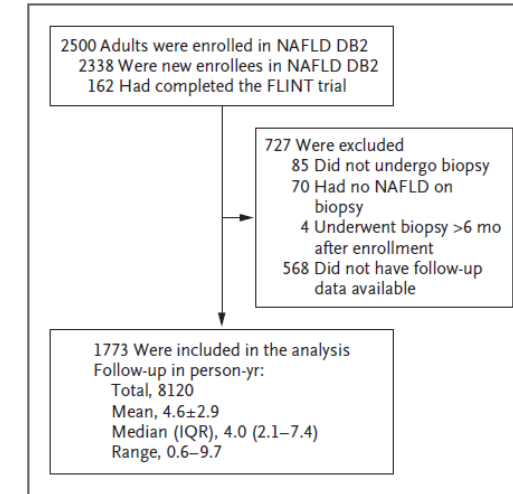 2500 Adults were enrolled in NAFLD DB2
2338 Were new enrollees in NAFLD DB2
162 Had completed the FLINT trial
727 Were excluded
85 Did not undergo biopsy
70 Had no NAFLD on
biopsy
4 Underwent biopsy >6 mo
after enrollment
568 Did not have follow-up
data available
1773 Were included in the analysis
Follow-up in person-yr:
Total, 8120
Mean, 4.6±2.9
Median (IQR), 4.0 (2.1–7.4)
Range, 0.6–9.7